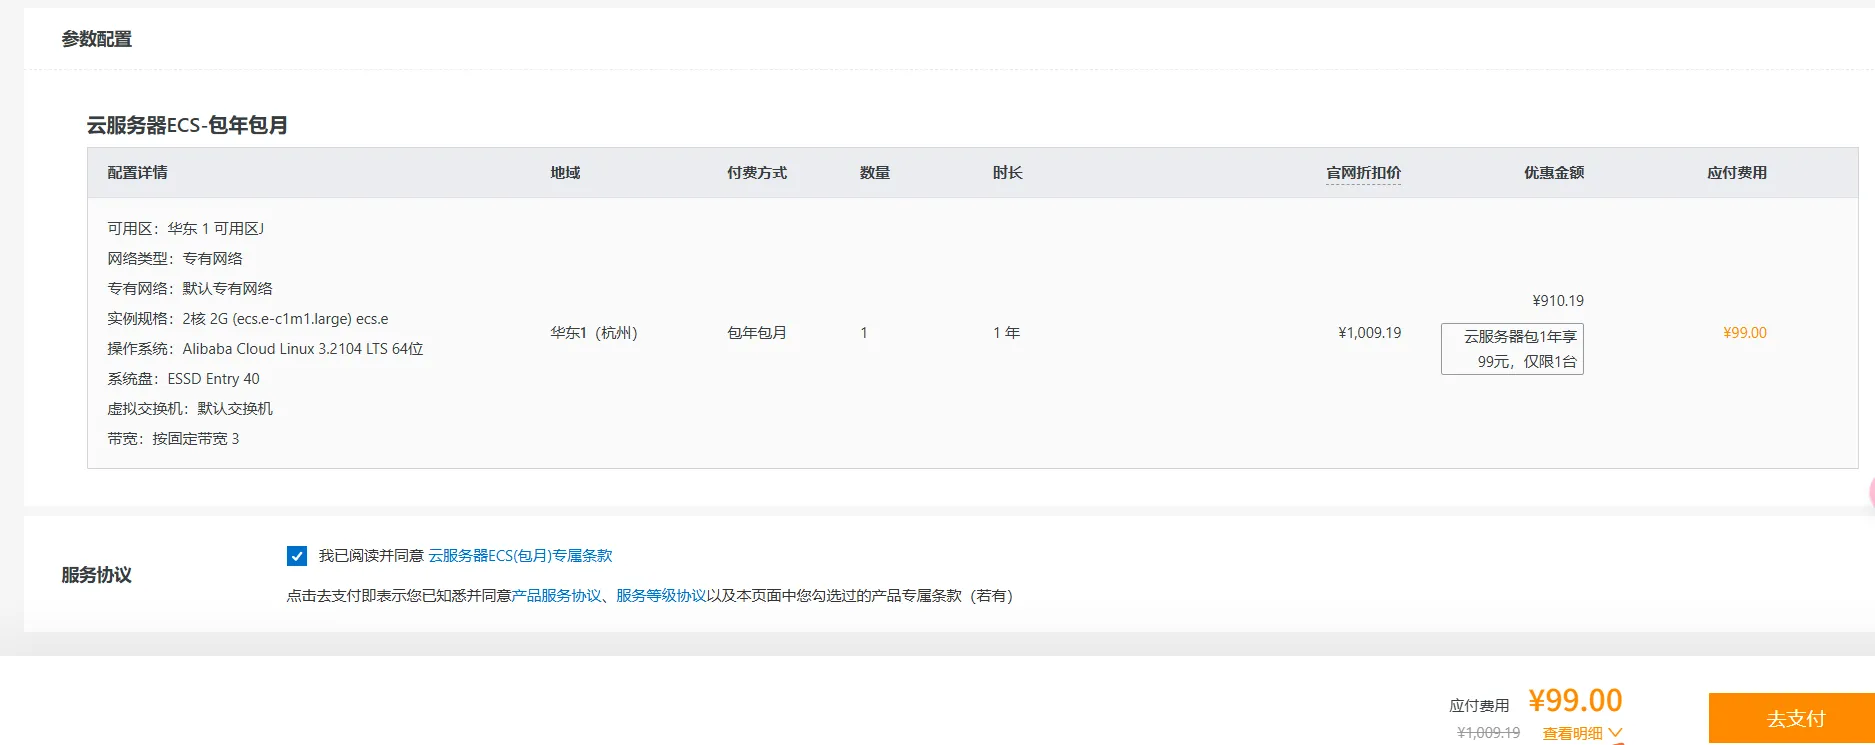 参数配置
云服务器ECS-包年包月
配置详情 地域 付费方式 数量 时长 官网折扣价 优惠金额 应付费用
可用区：华东 1 可用区J
网络类型：专有网络
专有网络：默认专有网络
实例规格：2核 2G (ecs.e-c1m1.large) ecs.e
操作系统：Alibaba Cloud Linux 3.2104 LTS 64位
系统盘：ESSD Entry 40
虚拟交换机：默认交换机
带宽：按固定带宽 3
华东1（杭州） 包年包月 1 1 年 ¥1,009.19
¥910.19
云服务器包1年享
99元，仅限1台
¥99.00
服务协议
我已阅读并同意 云服务器ECS(包月)专属条款
点击去支付即表示您已知悉并同意产品服务协议、服务等级协议以及本页面中您勾选过的产品专属条款（若有）
应付费用 ¥99.00
¥1,009.19 查看明细
去支付